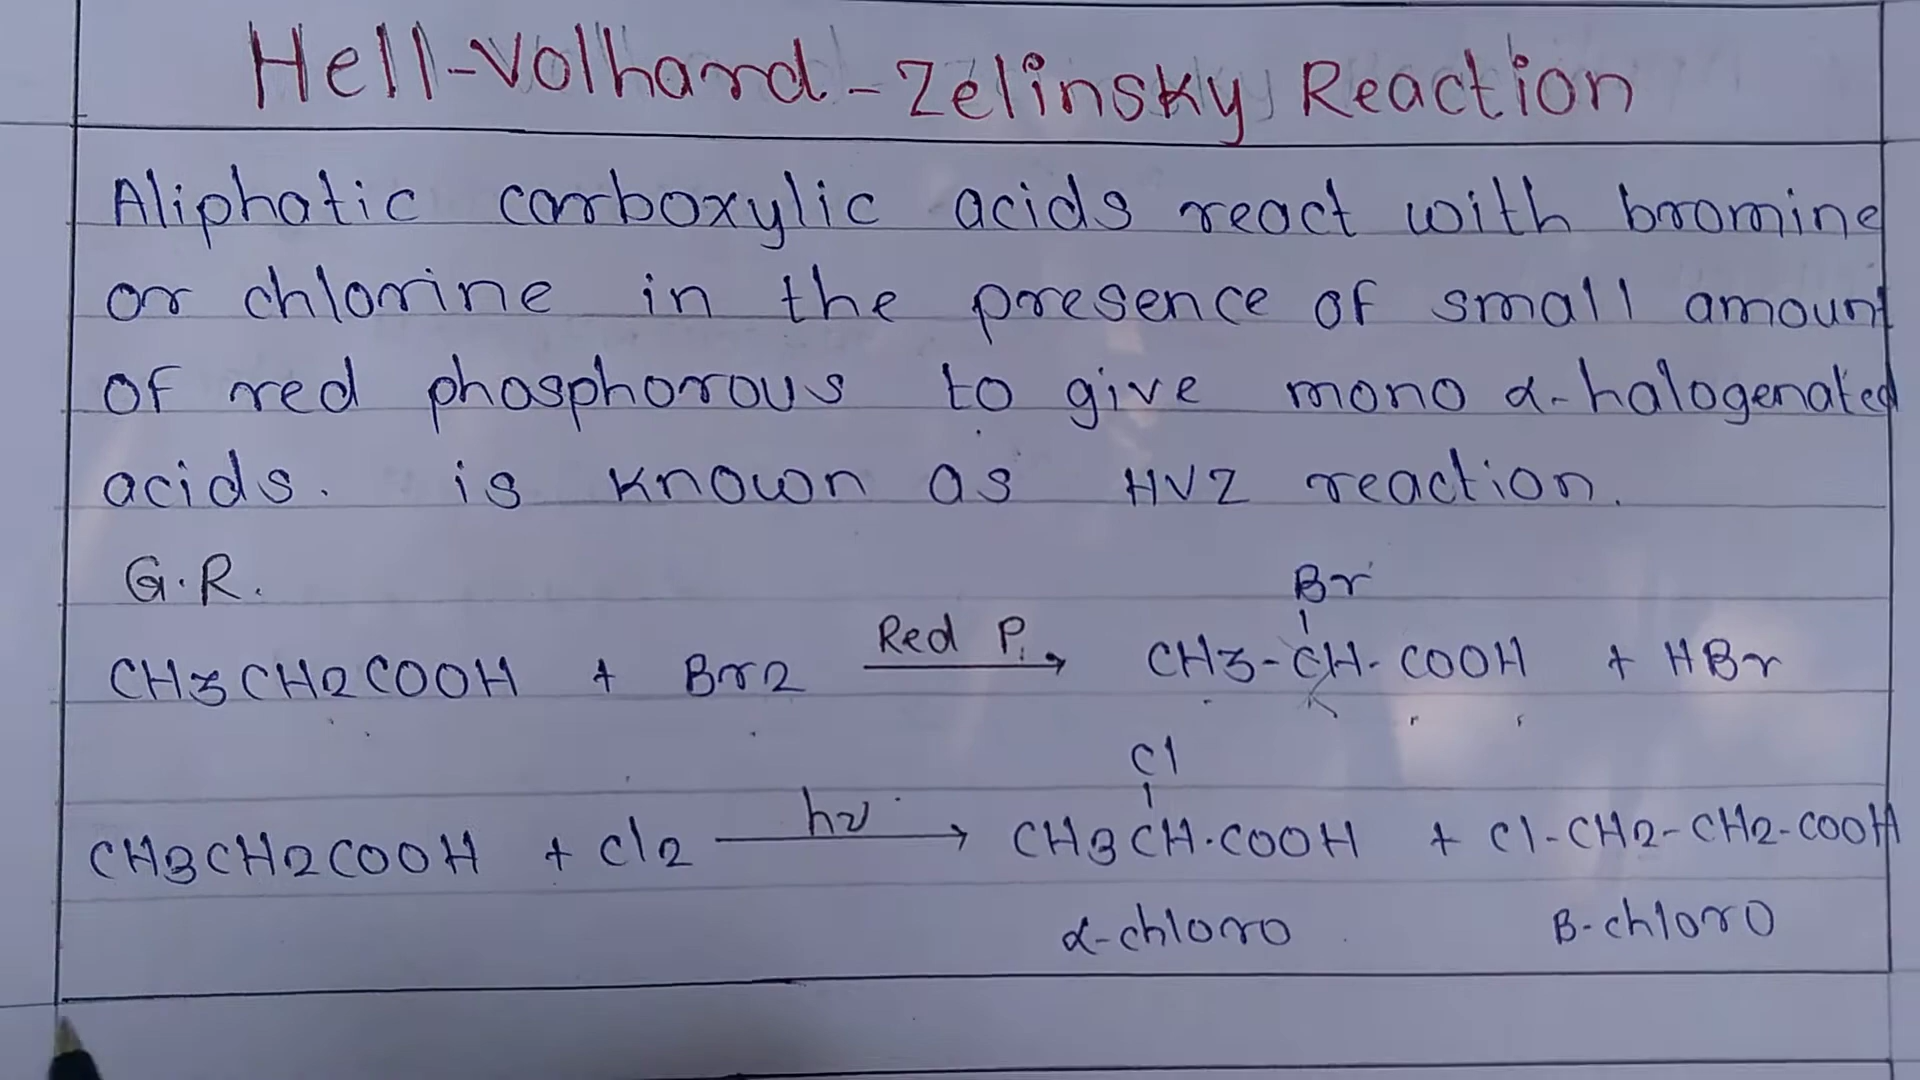 Hell-Volhard-Zelinsky Reaction
Aliphatic carboxylic acids react with bromine
or chlorine in the presence of small amount
of red phosphorous to give mono α-halogenated
acids. is known as HVZ reaction.
G.R.
Br
CH3CH2COOH + Br2 Red P. → CH3-CH-COOH + HBr
Cl
CH3CH2COOH + Cl2 hν → CH3CH.COOH + Cl-CH2-CH2-COOH
α-chloro B-chloro